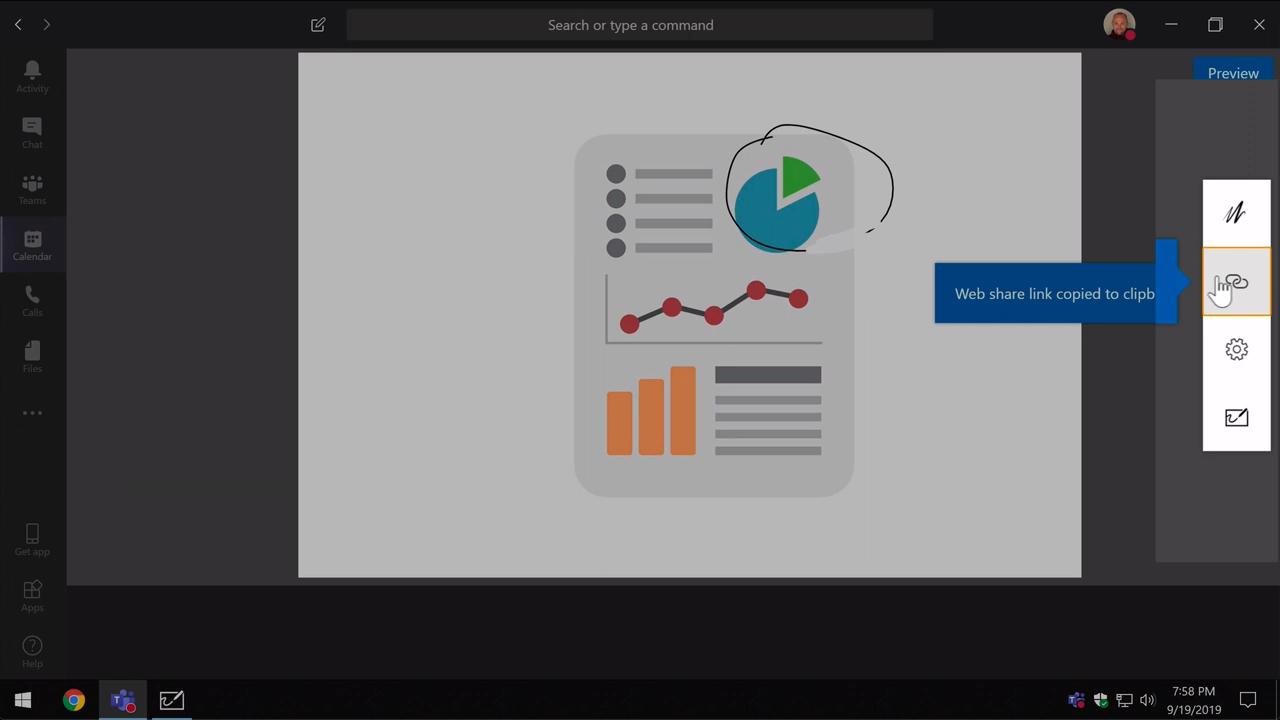 Search or type a command
Activity
Chat
Teams
Calendar
Calls
Files
Get app
Apps
Help
Preview
Web share link copied to clipb
7:58 PM
9/19/2019